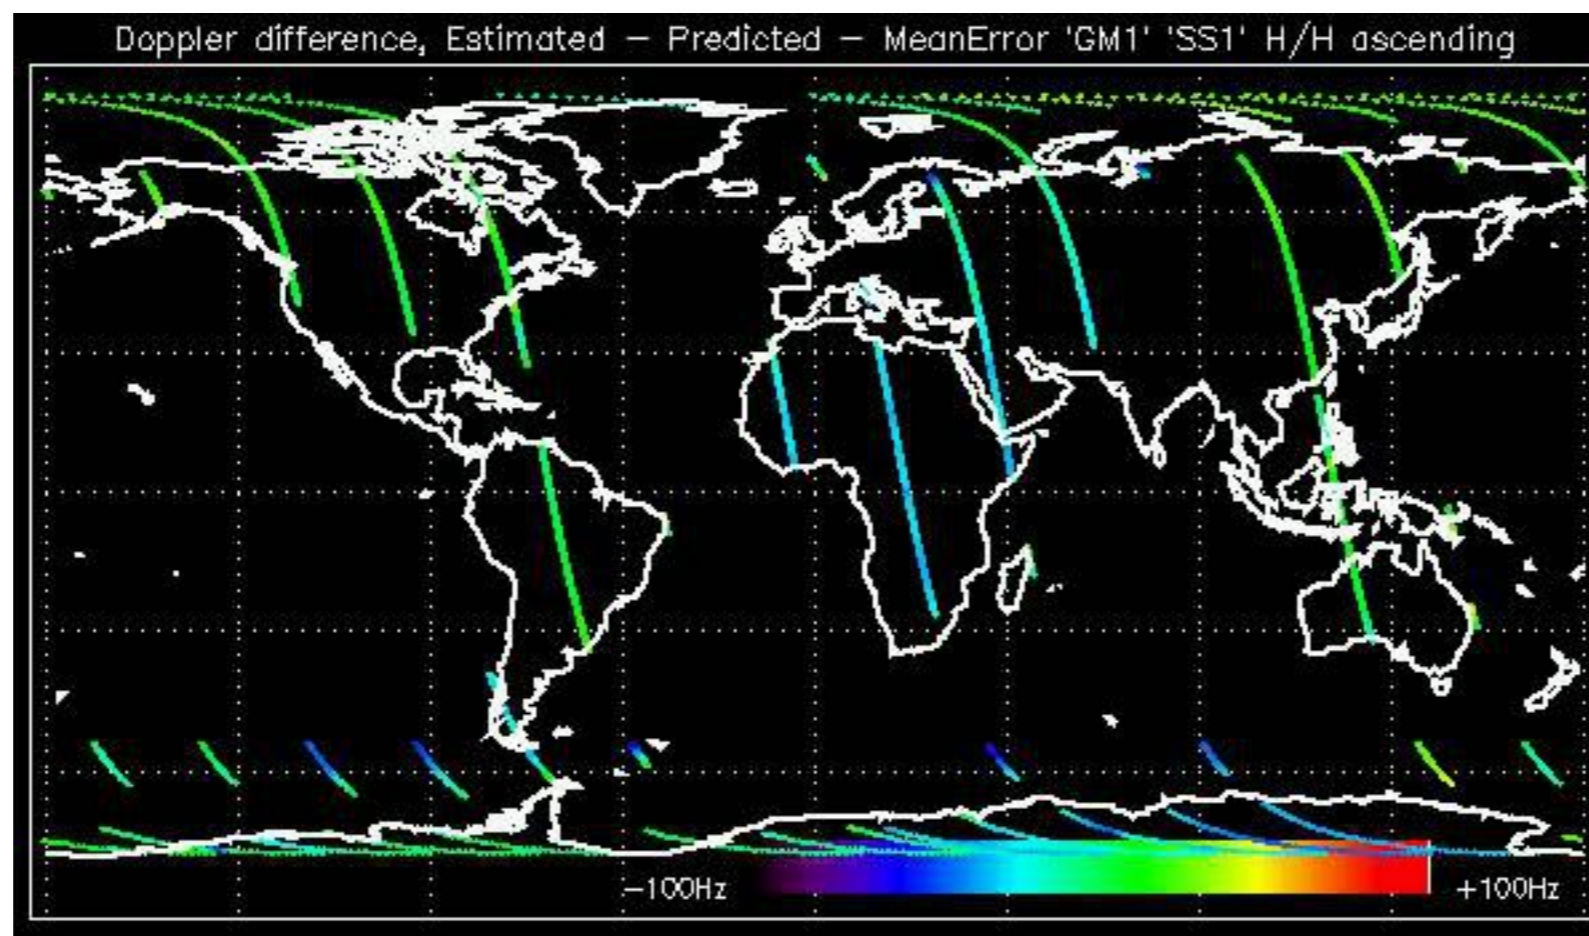 Doppler difference, Estimated – Predicted – MeanError 'GM1' 'SS1' H/H ascending
–100Hz
+100Hz